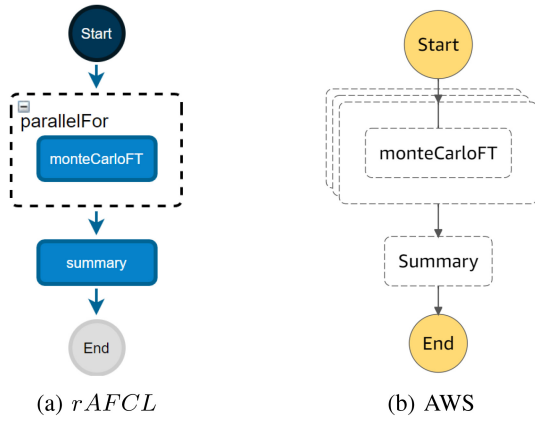 Start
parallelFor
monteCarloFT
summary
End
(a) rAFCL
Start
monteCarloFT
Summary
End
(b) AWS